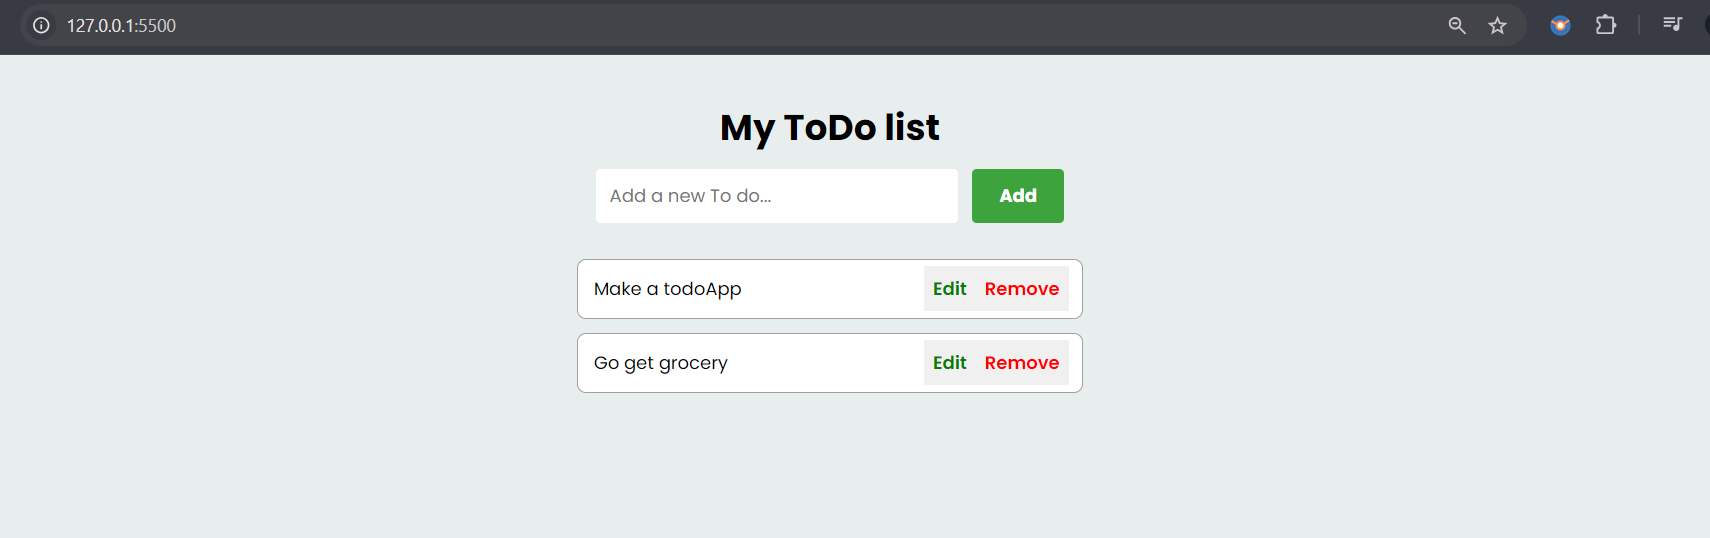 127.0.0.1:5500
My ToDo list
Add a new To do... Add
Make a todoApp Edit Remove
Go get grocery Edit Remove